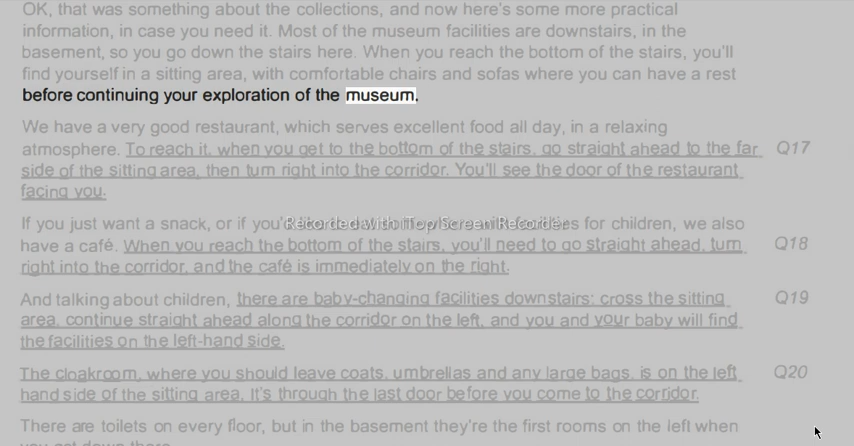 OK, that was something about the collections, and now here's some more practical
information, in case you need it. Most of the museum facilities are downstairs, in the
basement, so you go down the stairs here. When you reach the bottom of the stairs, you'll
find yourself in a sitting area, with comfortable chairs and sofas where you can have a rest
before continuing your exploration of the museum.
We have a very good restaurant, which serves excellent food all day, in a relaxing
atmosphere. To reach it, when you get to the bottom of the stairs, go straight ahead to the far Q17
side of the sitting area, then turn right into the corridor. You'll see the door of the restaurant
facing you.
If you just want a snack, or if you'd for children, we also
Recorded with iTop Screen Recorder
have a café. When you reach the bottom of the stairs, you'll need to go straight ahead, turn Q18
right into the corridor, and the café is immediately on the right.
And talking about children, there are baby-changing facilities downstairs: cross the sitting Q19
area, continue straight ahead along the corridor on the left, and you and your baby will find
the facilities on the left-hand side.
The cloakroom, where you should leave coats, umbrellas and any large bags, is on the left Q20
hand side of the sitting area. It's through the last door before you come to the corridor.
There are toilets on every floor, but in the basement they're the first rooms on the left when
you get down there.